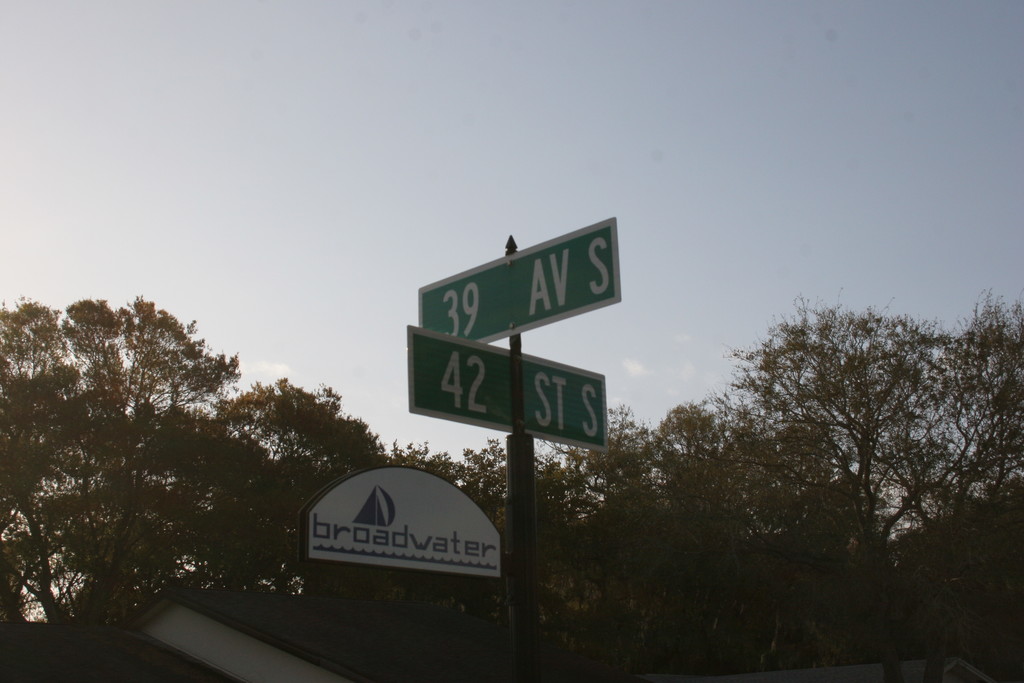 39 AV S
42 ST S
broadwater